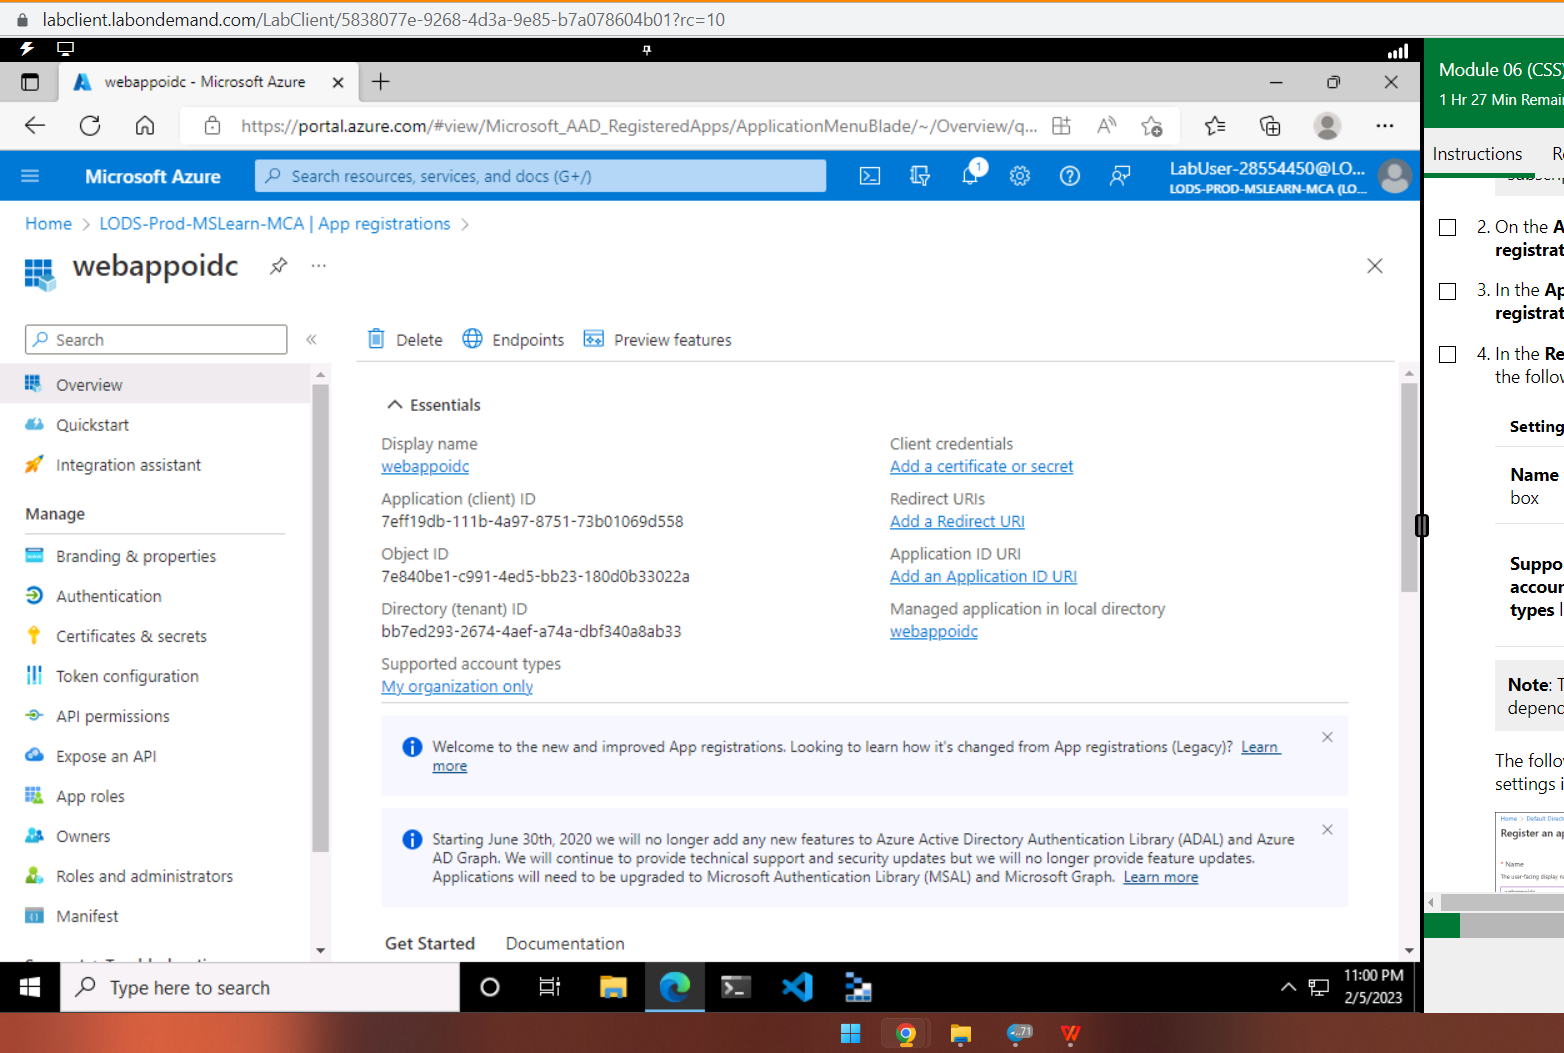 labclient.labondemand.com/LabClient/5838077e-9268-4d3a-9e85-b7a078604b01?rc=10
webappoidc - Microsoft Azure
https://portal.azure.com/#view/Microsoft_AAD_RegisteredApps/ApplicationMenuBlade/~/Overview/q...
Microsoft Azure
Search resources, services, and docs (G+/)
1
LabUser-28554450@LO...
LODS-PROD-MSLEARN-MCA (LO...
Home > LODS-Prod-MSLearn-MCA | App registrations >
webappoidc
Search
Delete
Endpoints
Preview features
Overview
Quickstart
Integration assistant
Manage
Branding & properties
Authentication
Certificates & secrets
Token configuration
API permissions
Expose an API
App roles
Owners
Roles and administrators
Manifest
Essentials
Display name
webappoidc
Application (client) ID
7eff19db-111b-4a97-8751-73b01069d558
Object ID
7e840be1-c991-4ed5-bb23-180d0b33022a
Directory (tenant) ID
bb7ed293-2674-4aef-a74a-dbf340a8ab33
Supported account types
My organization only
Client credentials
Add a certificate or secret
Redirect URIs
Add a Redirect URI
Application ID URI
Add an Application ID URI
Managed application in local directory
webappoidc
Welcome to the new and improved App registrations. Looking to learn how it's changed from App registrations (Legacy)? Learn
more
Starting June 30th, 2020 we will no longer add any new features to Azure Active Directory Authentication Library (ADAL) and Azure
AD Graph. We will continue to provide technical support and security updates but we will no longer provide feature updates.
Applications will need to be upgraded to Microsoft Authentication Library (MSAL) and Microsoft Graph. Learn more
Get Started
Documentation
Type here to search
11:00 PM
2/5/2023
71
Module 06 (CSS)
1 Hr 27 Min Remai
Instructions
R
2. On the A
registrat
3. In the Ap
registrat
4. In the Re
the follow
Setting
Name
box
Suppo
accoun
types l
Note: T
depend
The follo
settings i
Home > Default Direct
Register an ap
* Name
The user-facing display n